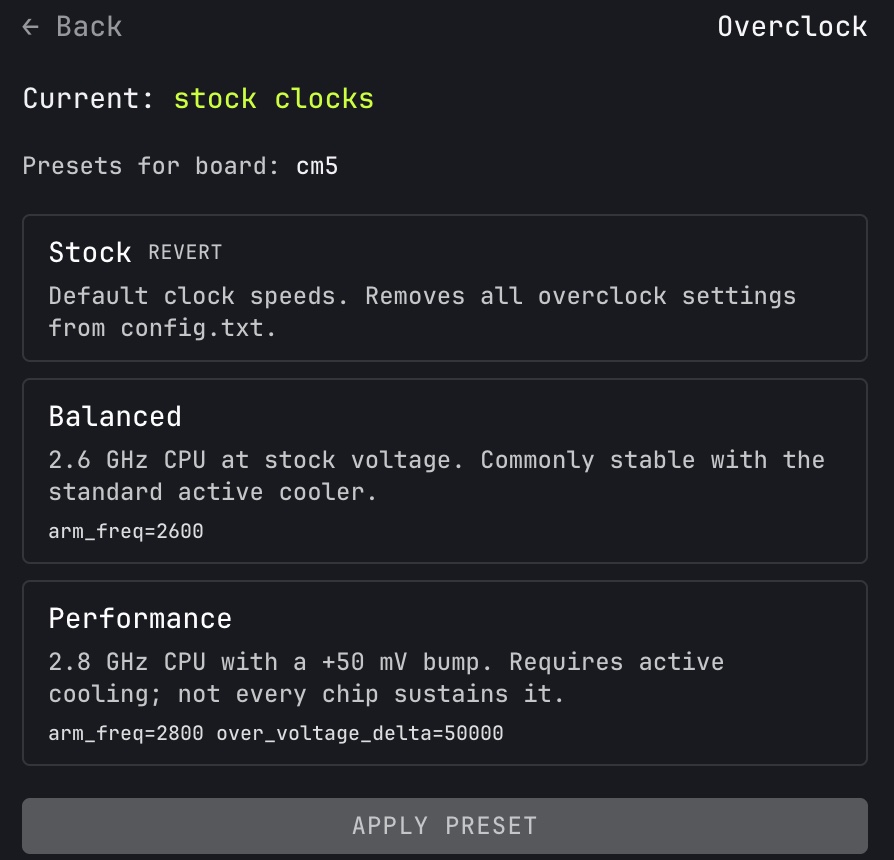 ← Back
Overclock
Current: stock clocks
Presets for board: cm5
Stock REVERT
Default clock speeds. Removes all overclock settings
from config.txt.
Balanced
2.6 GHz CPU at stock voltage. Commonly stable with the
standard active cooler.
arm_freq=2600
Performance
2.8 GHz CPU with a +50 mV bump. Requires active
cooling; not every chip sustains it.
arm_freq=2800 over_voltage_delta=50000
APPLY PRESET